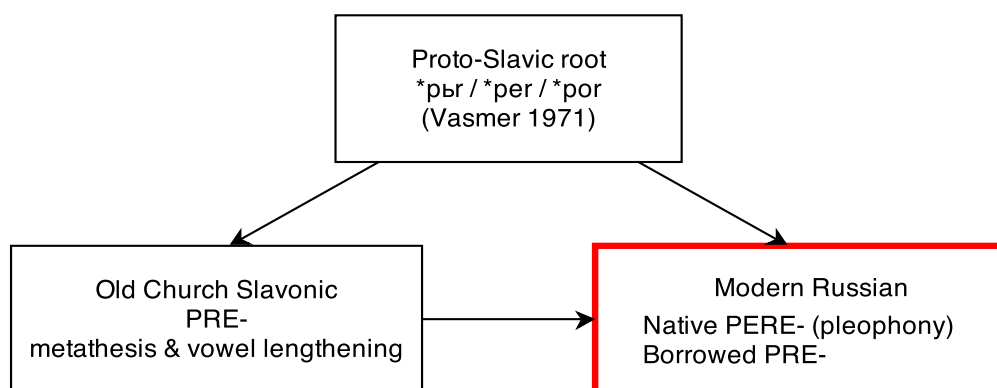 Proto-Slavic root
*pьr / *per / *por
(Vasmer 1971)
Old Church Slavonic
PRE-
metathesis & vowel lengthening
Modern Russian
Native PERE- (pleophony)
Borrowed PRE-